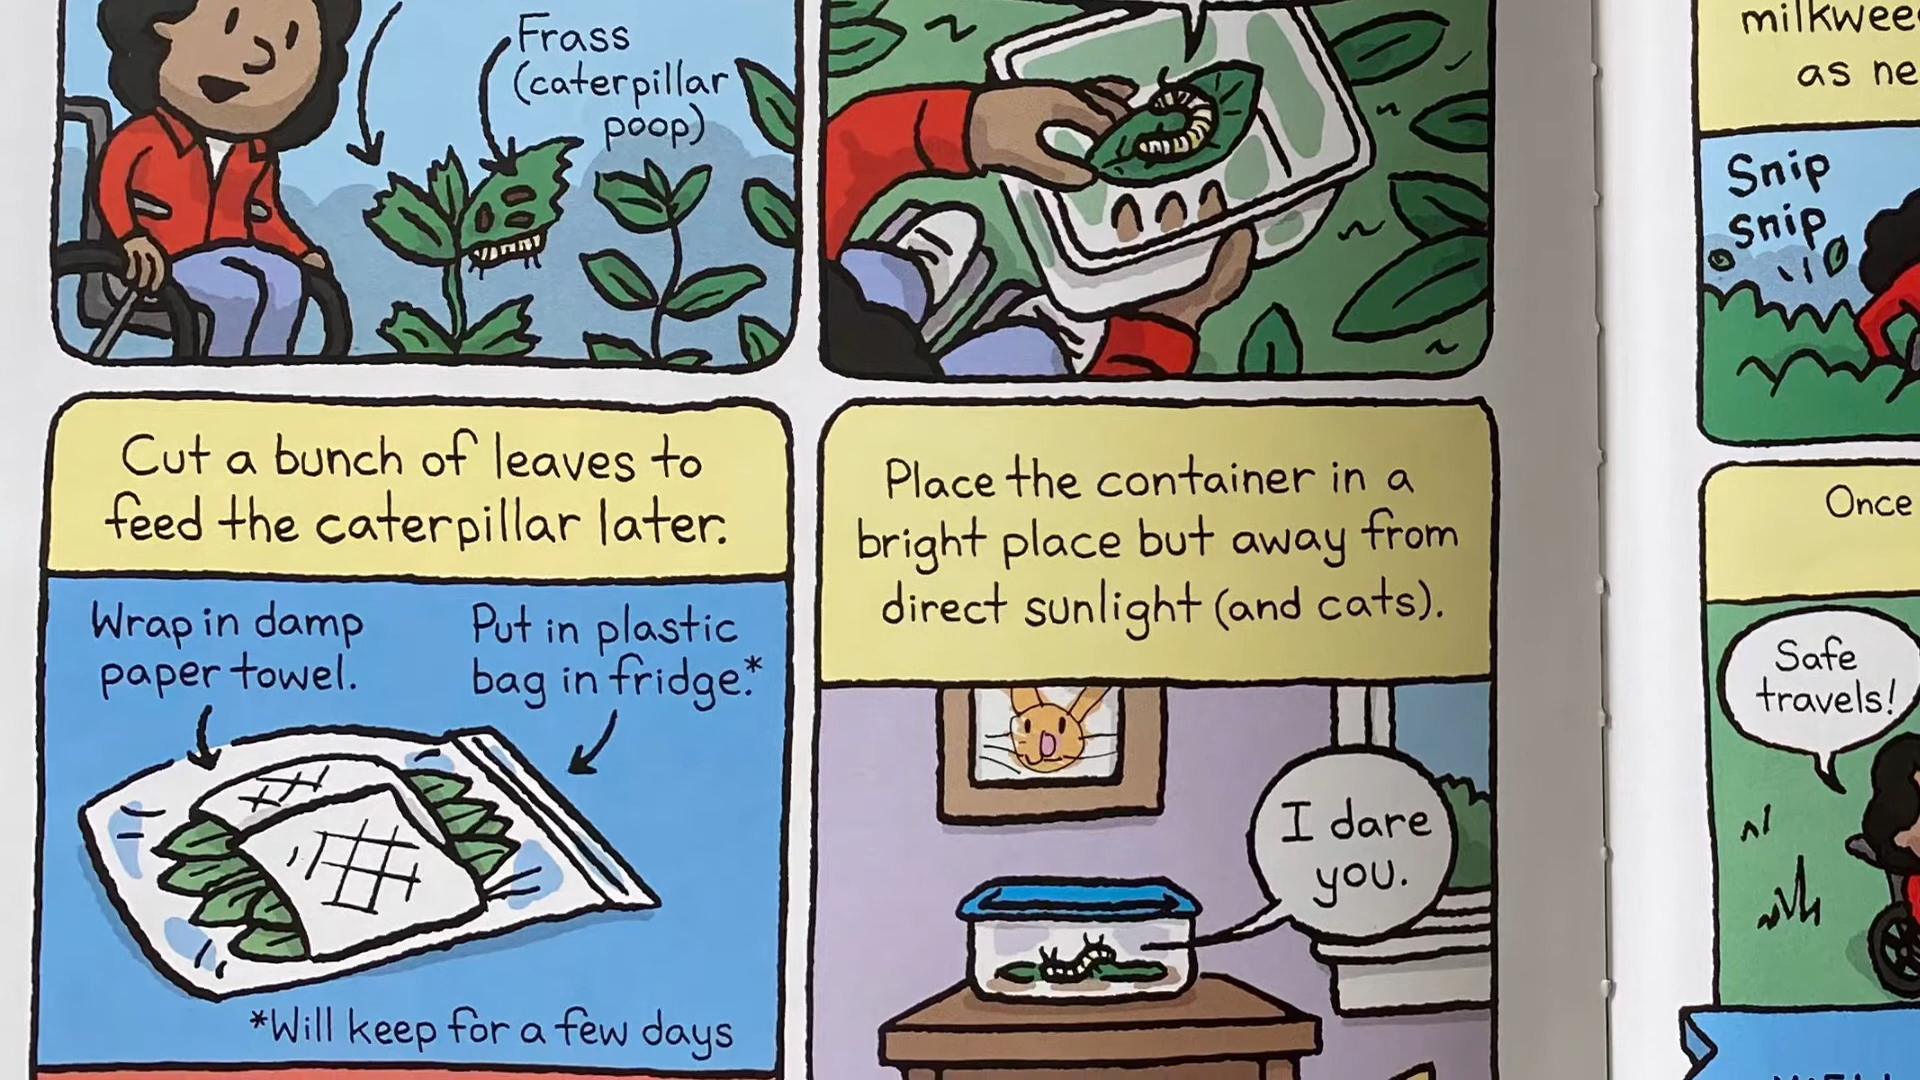 Frass
(caterpillar
poop)
Cut a bunch of leaves to
feed the caterpillar later.
Wrap in damp
paper towel.
Put in plastic
bag in fridge.*
*Will keep for a few days
Place the container in a
bright place but away from
direct sunlight (and cats).
I dare
you.
as
Snip
snip
Once
Safe
travels!